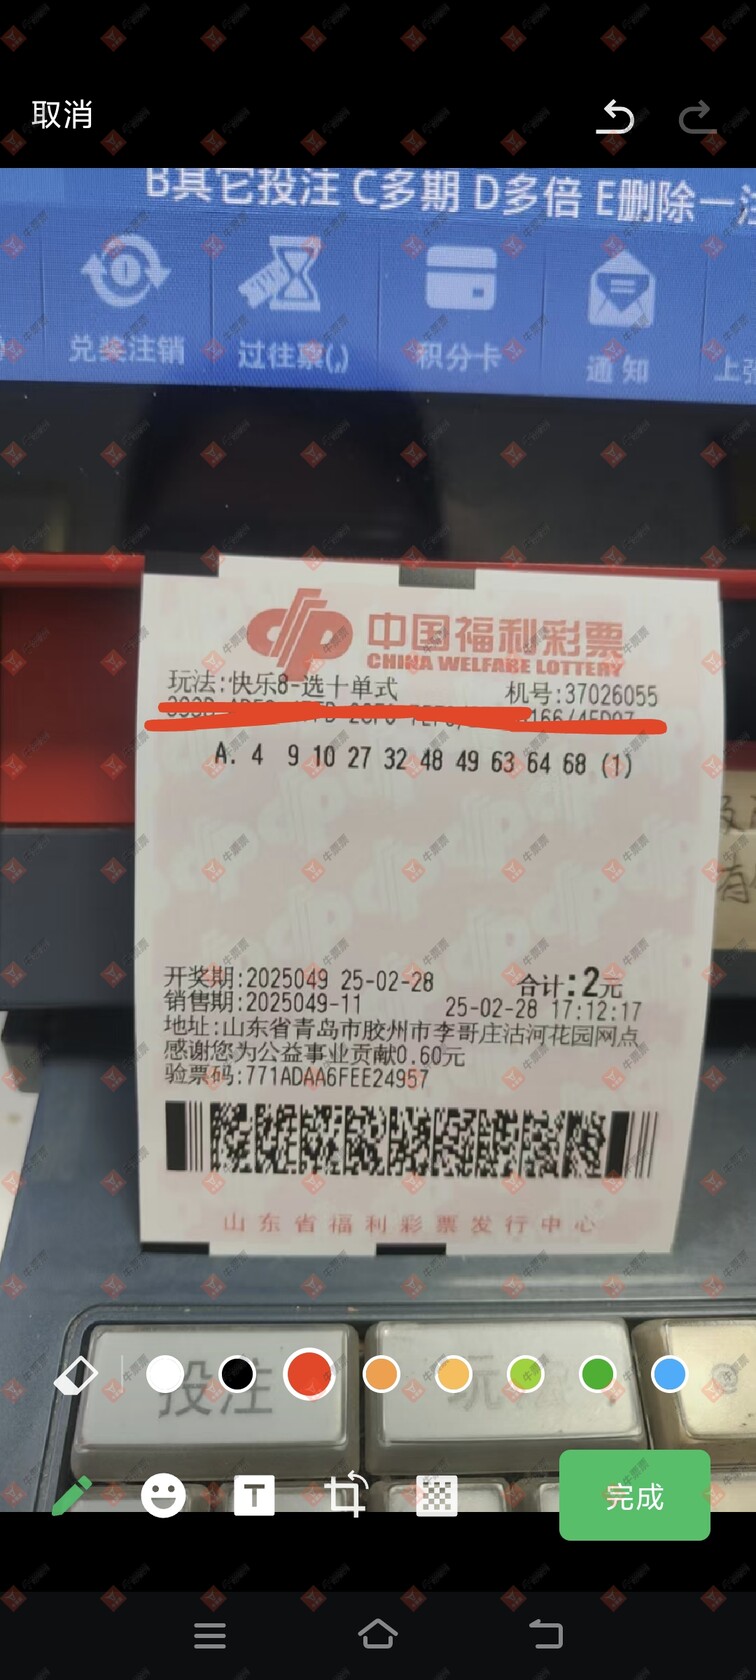 取消
B其它投注 C多期 D多倍 E删除一注
兑奖注销
过往票(,)
积分卡
通知
上张
中国福利彩票
CHINA WELFARE LOTTERY
玩法:快乐8-选十单式
机号:37026055
A. 4 9 10 27 32 48 49 63 64 68 (1)
开奖期:2025049 25-02-28
合计:2元
销售期:2025049-11
25-02-28 17:12:17
地址:山东省青岛市胶州市李哥庄沽河花园网点
感谢您为公益事业贡献0.60元
验票码:771ADAA6FEE24957
山东省福利彩票发行中心
投注
玩
T
完成